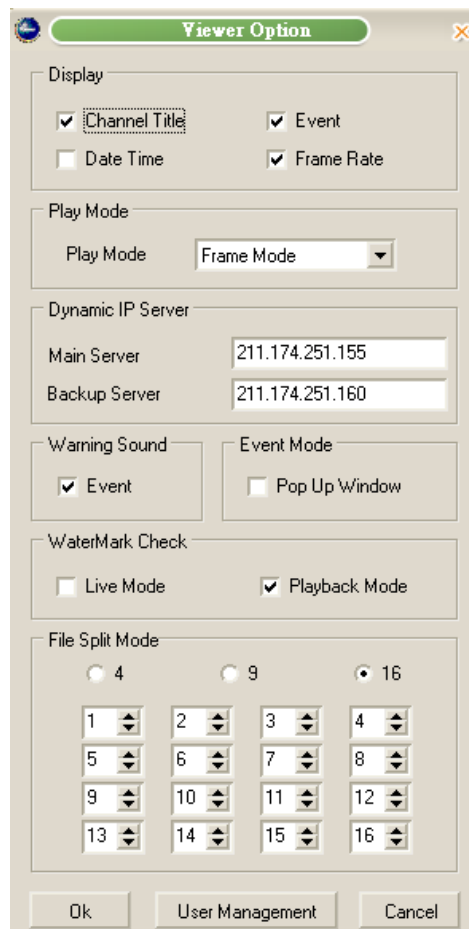 Viewer Option
Display
Channel Title Event
Date Time Frame Rate
Play Mode
Play Mode Frame Mode
Dynamic IP Server
Main Server 211.174.251.155
Backup Server 211.174.251.160
Warning Sound Event Mode
Event Pop Up Window
WaterMark Check
Live Mode Playback Mode
File Split Mode
4 9 16
1 2 3 4
5 6 7 8
9 10 11 12
13 14 15 16
Ok User Management Cancel